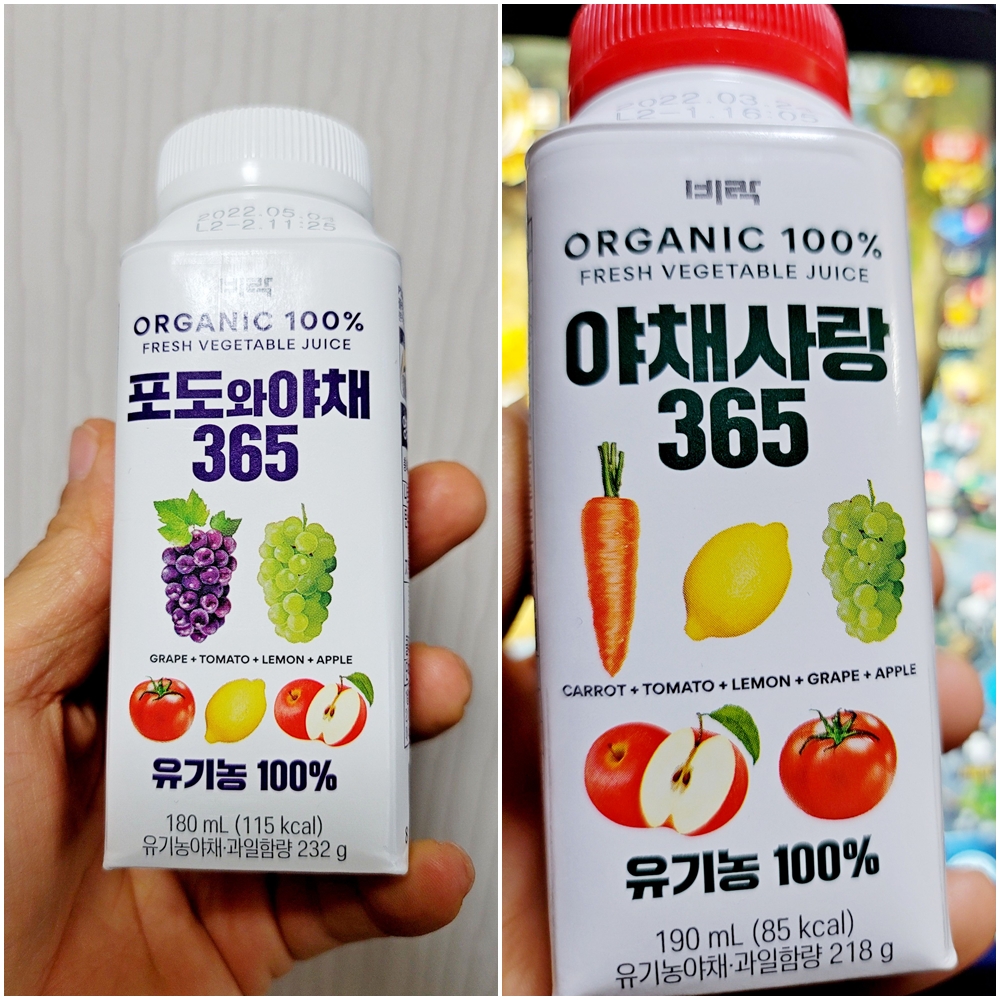 2022.05.04
L2-2.11:25
비락
ORGANIC 100%
FRESH VEGETABLE JUICE
포도와야채
365
GRAPE + TOMATO + LEMON + APPLE
유기농 100%
180 mL (115 kcal)
유기농야채·과일함량 232 g
2022.03.
L2-1.16:05
비락
ORGANIC 100%
FRESH VEGETABLE JUICE
야채사랑
365
CARROT + TOMATO + LEMON + GRAPE + APPLE
유기농 100%
190 mL (85 kcal)
유기농야채·과일함량 218 g